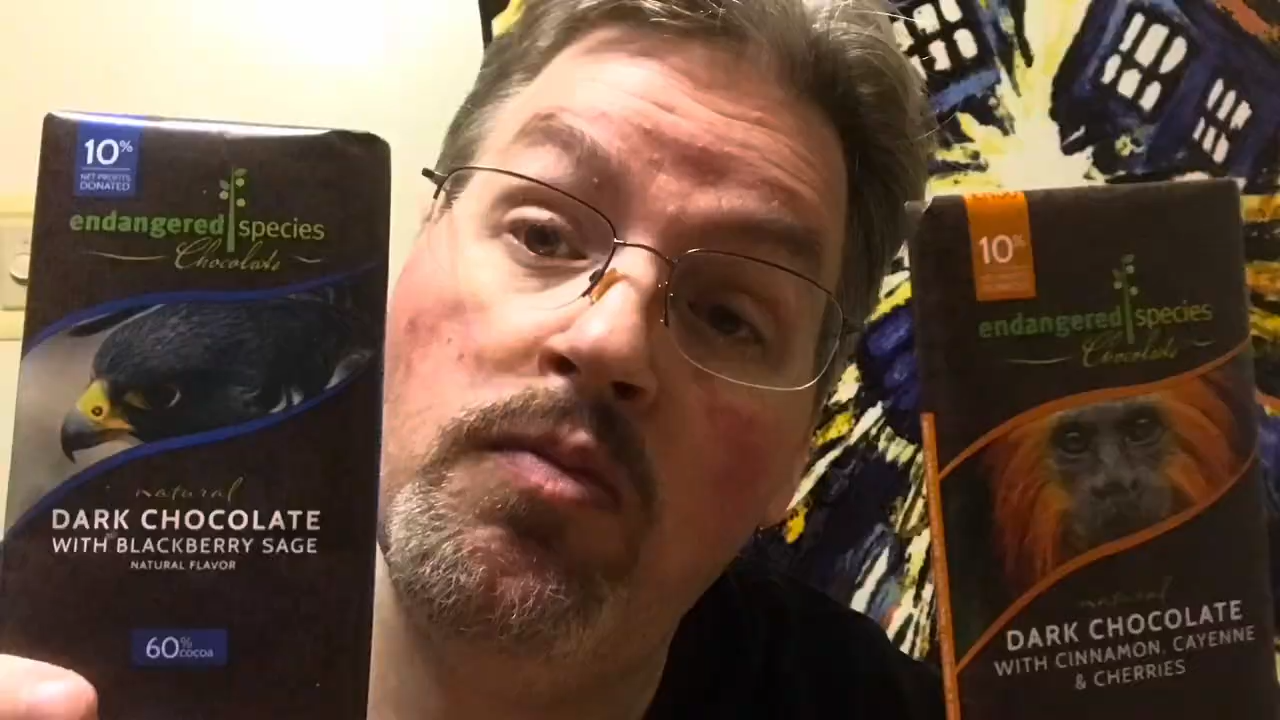 10%
NET PROFITS
DONATED
endangered species
Chocolate
natural
DARK CHOCOLATE
WITH BLACKBERRY SAGE
NATURAL FLAVOR
60% COCOA
10%
endangered species
Chocolate
natural
DARK CHOCOLATE
WITH CINNAMON, CAYENNE
& CHERRIES